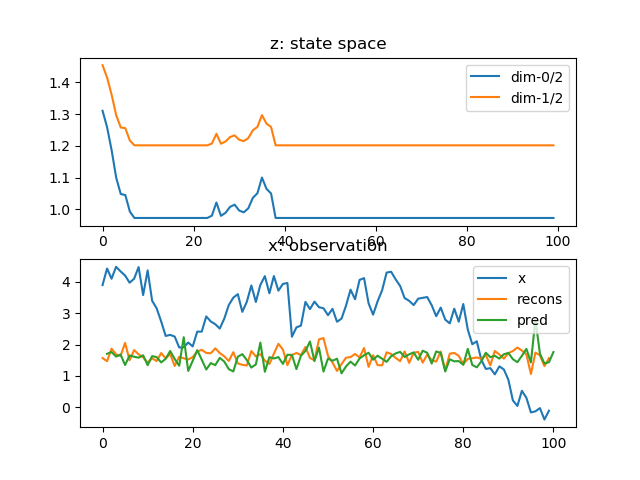 z: state space
1.4
1.3
1.2
1.1
1.0
dim-0/2
dim-1/2
0 20 40 60 80 100
x: observation
4
3
2
1
0
x
recons
pred
0 20 40 60 80 100